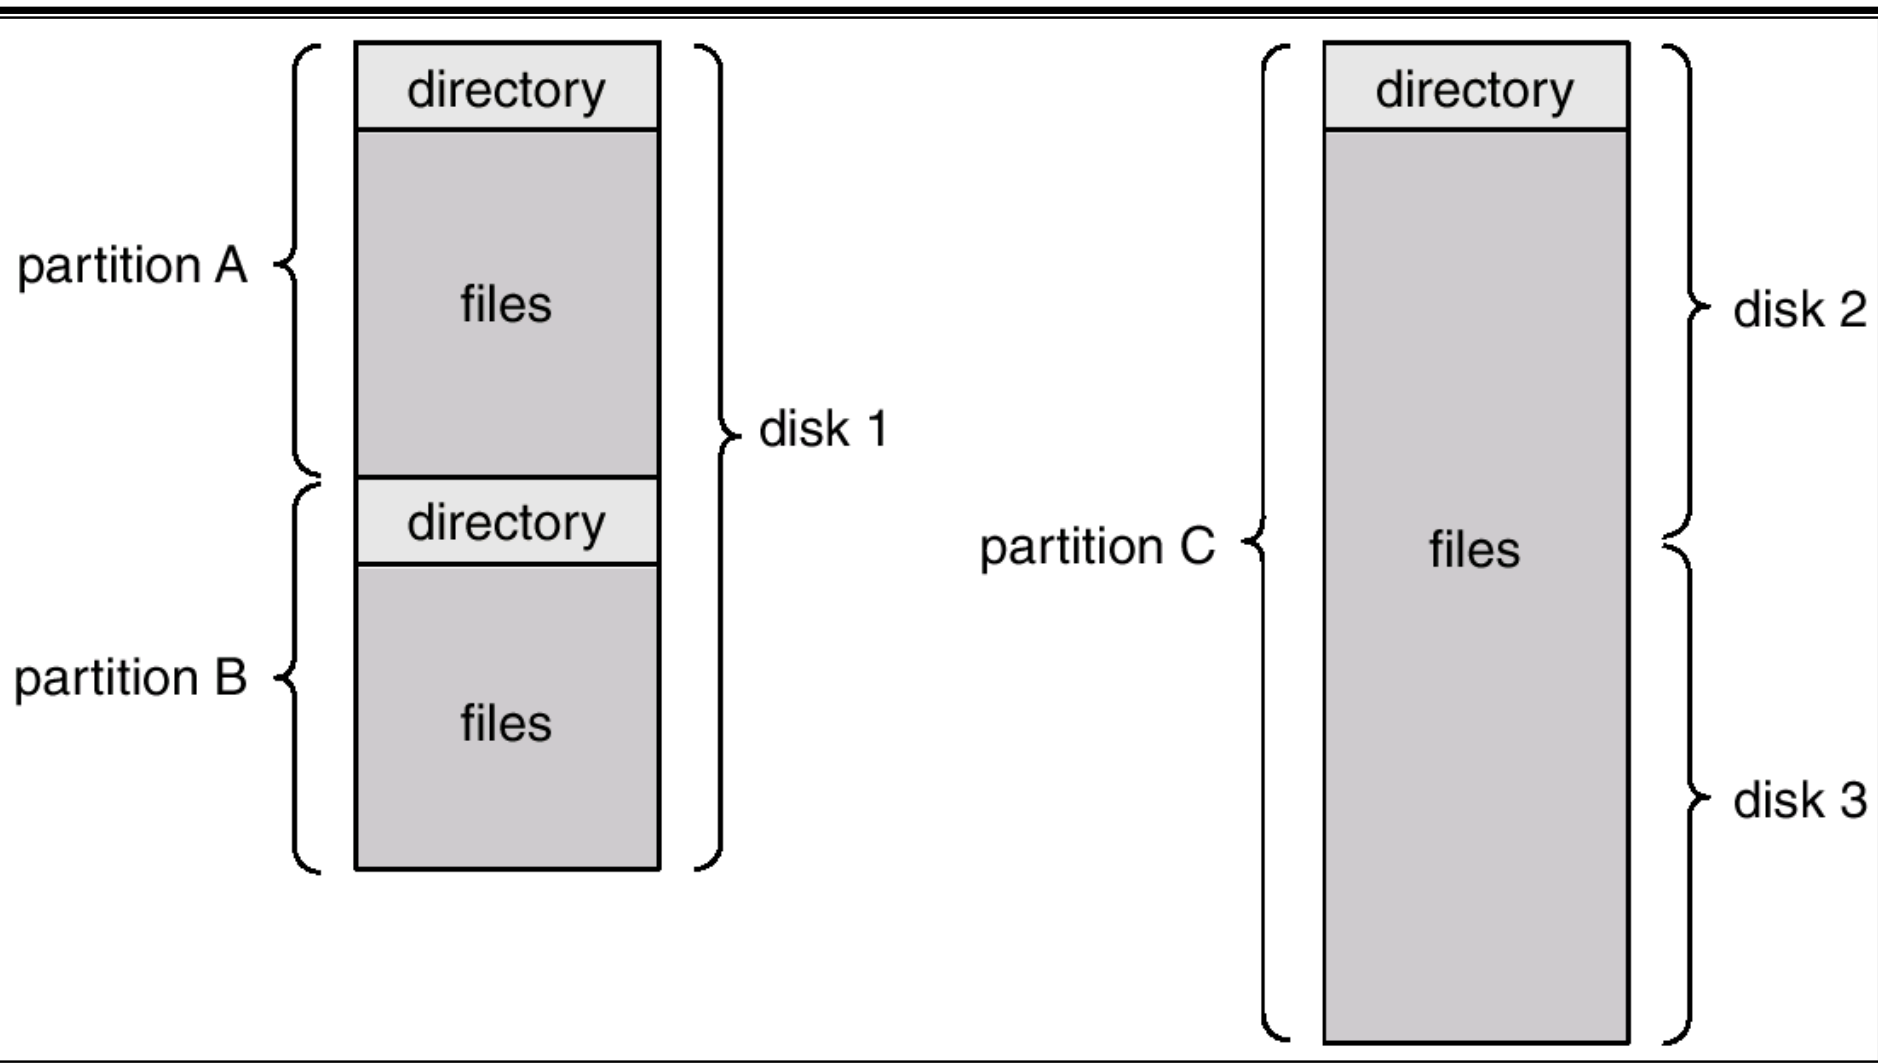 directory
partition A
files
disk 1
directory
partition B
files
directory
disk 2
partition C
files
disk 3